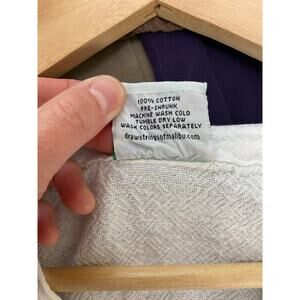 100% COTTON
PRE-SHRUNK
MACHINE WASH COLD
TUMBLE DRY LOW
WASH COLORS SEPARATELY
drawstringsofmalibu.com